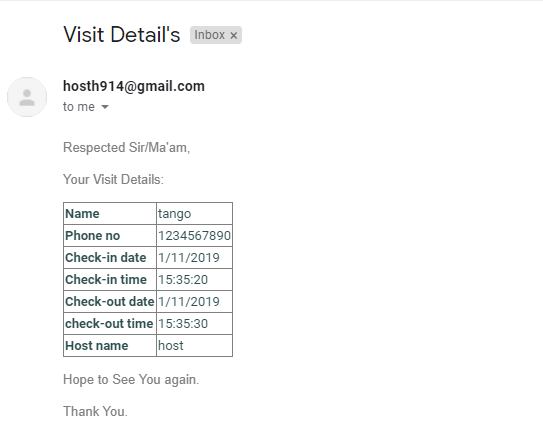 Visit Detail's Inbox ×
hosth914@gmail.com
to me
Respected Sir/Ma'am,
Your Visit Details:
Name tango
Phone no 1234567890
Check-in date 1/11/2019
Check-in time 15:35:20
Check-out date 1/11/2019
check-out time 15:35:30
Host name host
Hope to See You again.
Thank You.